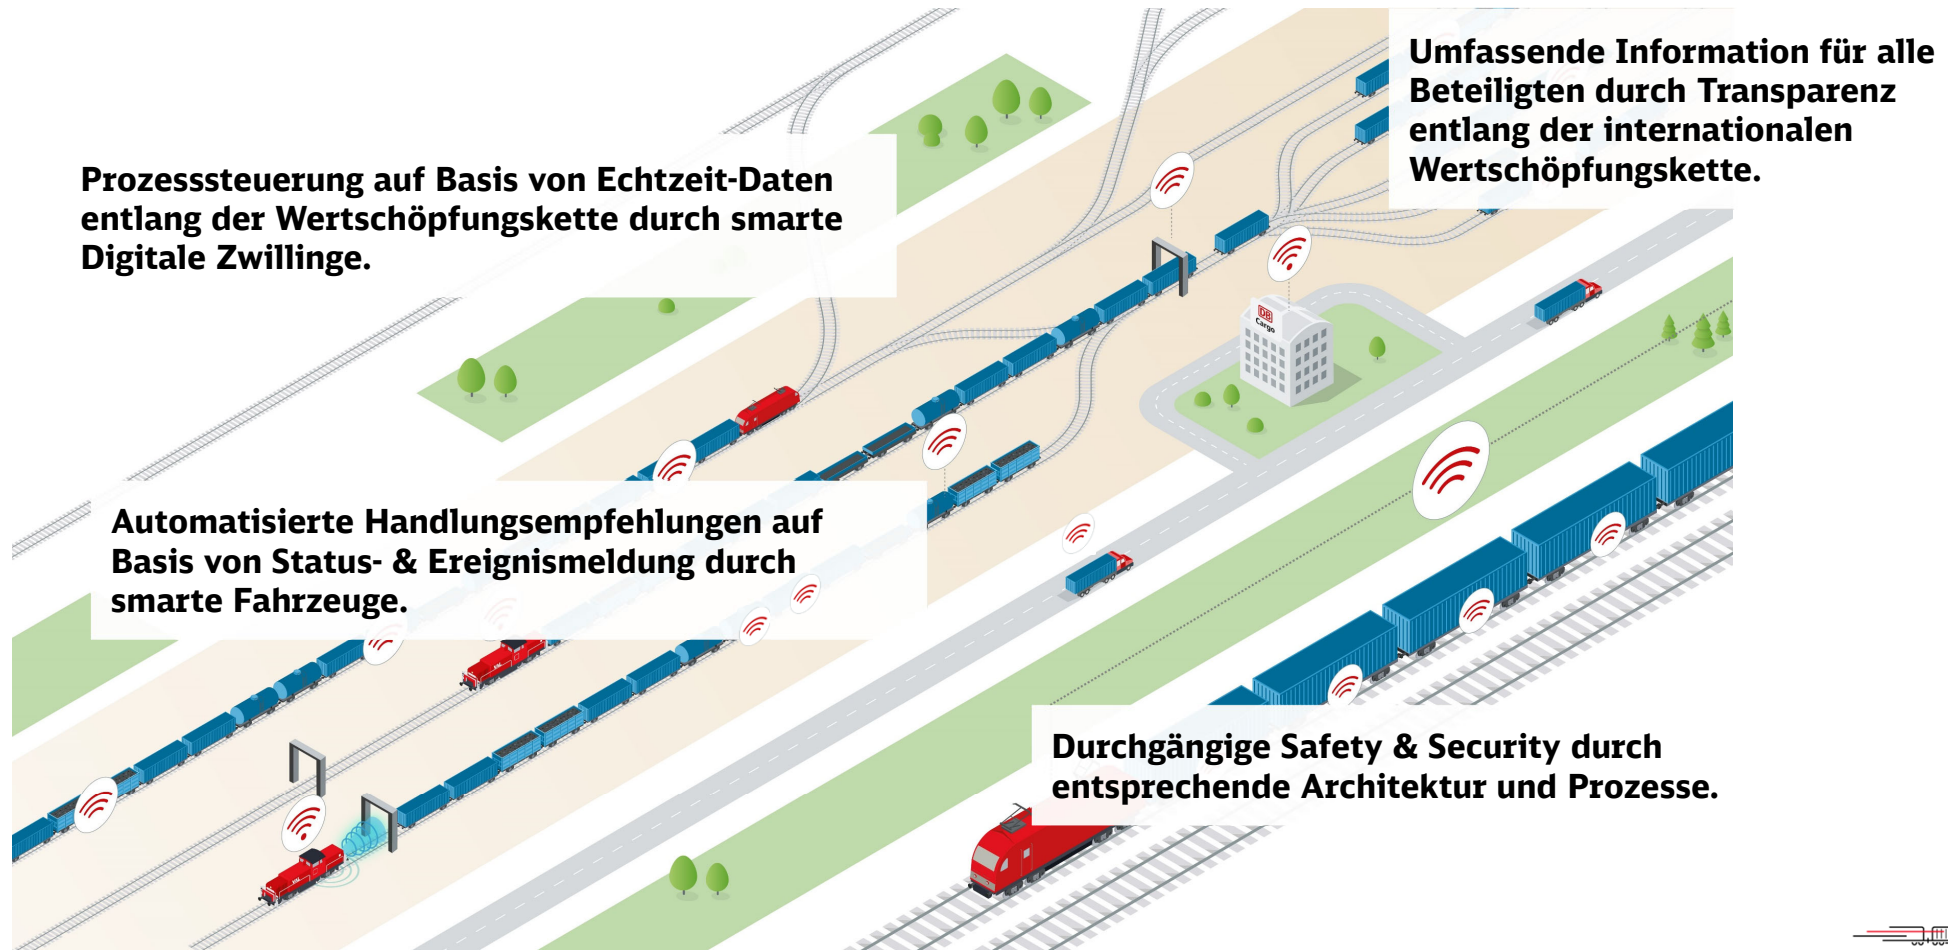 Umfassende Information für alle
Beteiligten durch Transparenz
entlang der internationalen
Wertschöpfungskette.
Prozesssteuerung auf Basis von Echtzeit-Daten
entlang der Wertschöpfungskette durch smarte
Digitale Zwillinge.
DB
Cargo
Automatisierte Handlungsempfehlungen auf
Basis von Status- & Ereignismeldung durch
smarte Fahrzeuge.
Durchgängige Safety & Security durch
entsprechende Architektur und Prozesse.